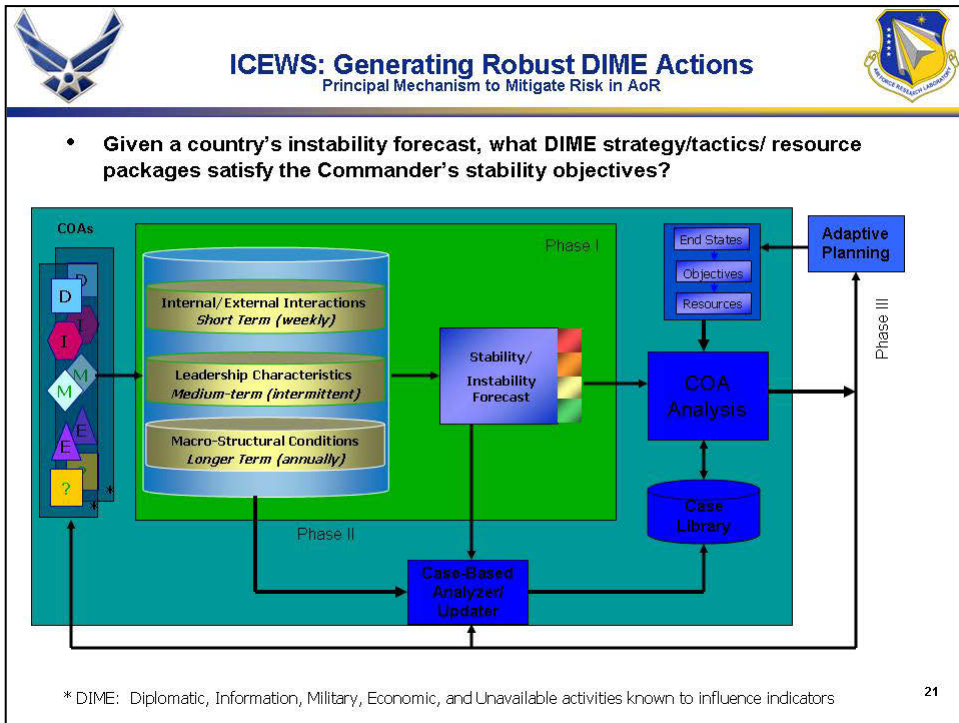 ICEWS: Generating Robust DIME Actions
Principal Mechanism to Mitigate Risk in AoR
AIR FORCE RESEARCH LABORATORY
• Given a country's instability forecast, what DIME strategy/tactics/ resource
packages satisfy the Commander's stability objectives?
COAs
D
D
I
I
M
M
E
E
?
?
*
*
Phase I
Internal/External Interactions
Short Term (weekly)
Leadership Characteristics
Medium-term (intermittent)
Macro-Structural Conditions
Longer Term (annually)
Stability/
Instability
Forecast
Phase II
End States
Objectives
Resources
Adaptive
Planning
Phase III
COA
Analysis
Case
Library
Case-Based
Analyzer/
Updater
* DIME: Diplomatic, Information, Military, Economic, and Unavailable activities known to influence indicators
21